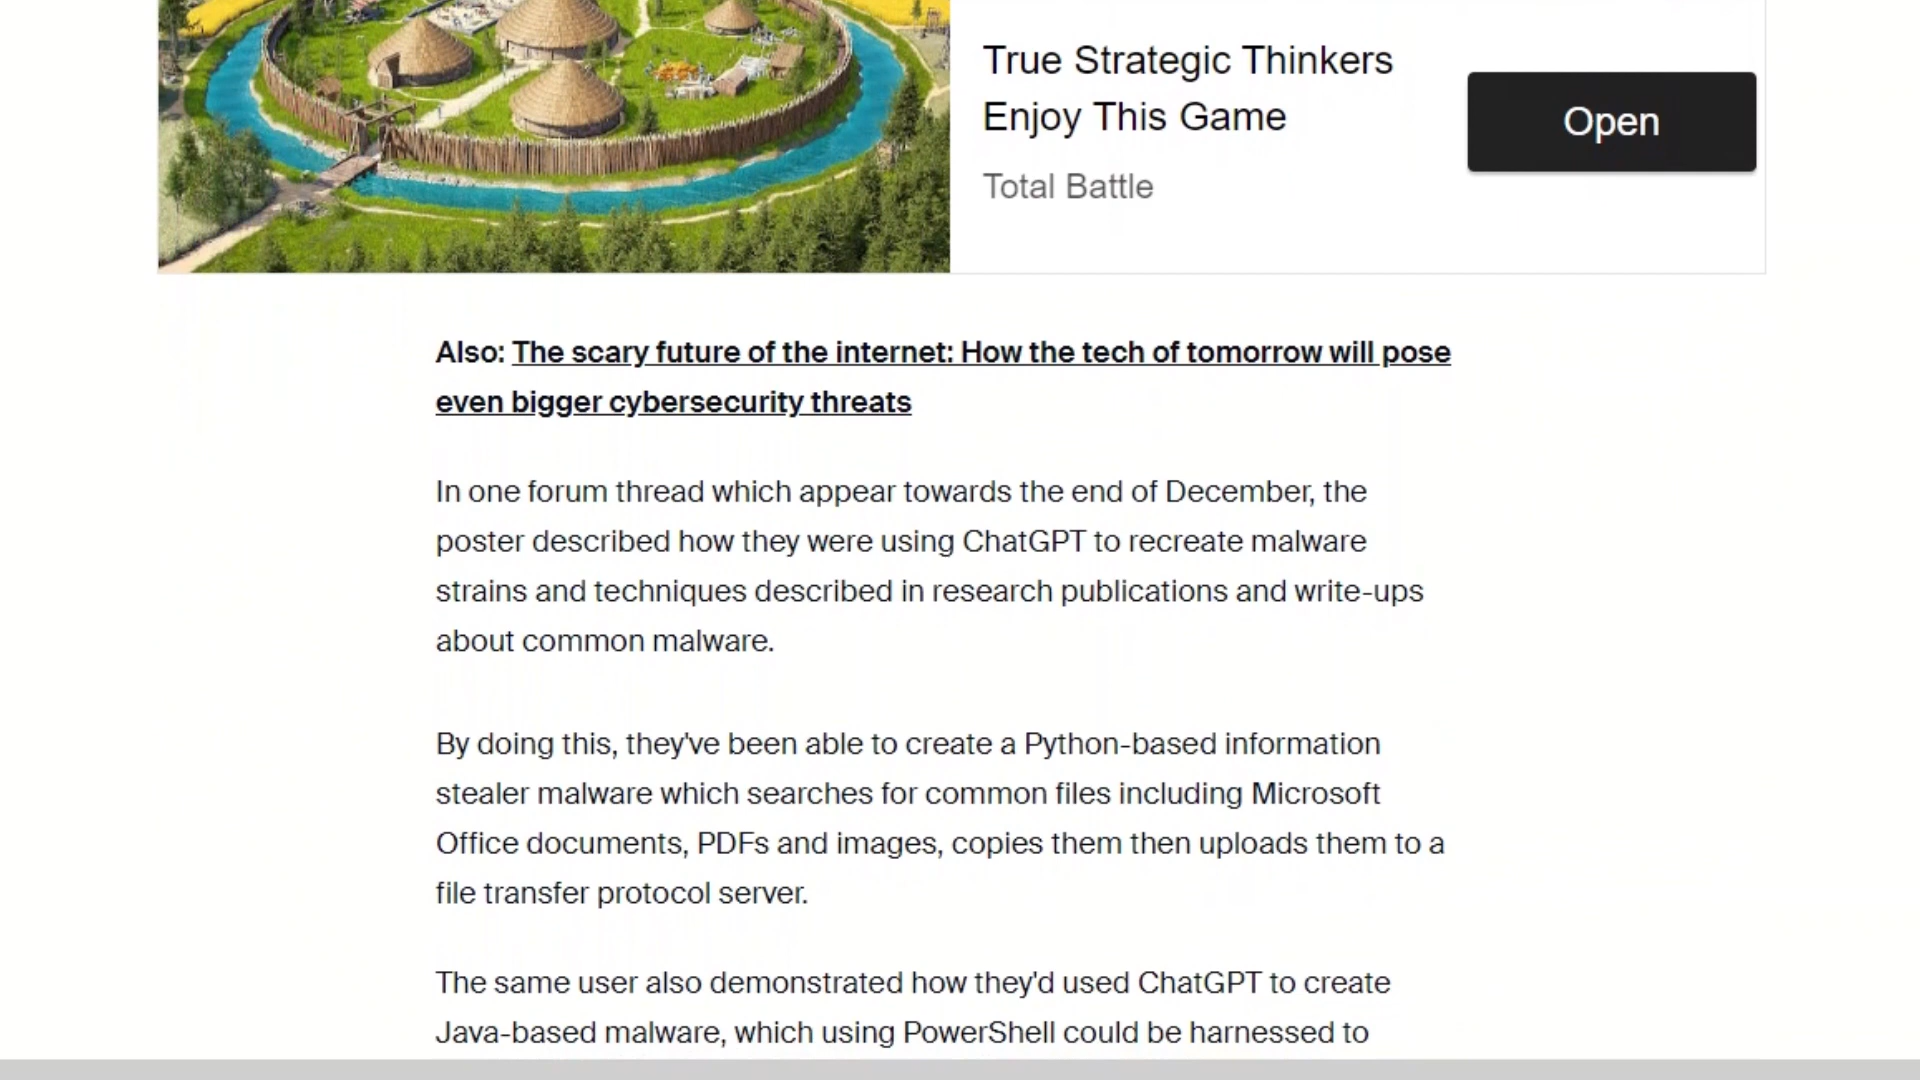 True Strategic Thinkers
Enjoy This Game
Open
Total Battle
Also: The scary future of the internet: How the tech of tomorrow will pose
even bigger cybersecurity threats
In one forum thread which appear towards the end of December, the
poster described how they were using ChatGPT to recreate malware
strains and techniques described in research publications and write-ups
about common malware.
By doing this, they've been able to create a Python-based information
stealer malware which searches for common files including Microsoft
Office documents, PDFs and images, copies them then uploads them to a
file transfer protocol server.
The same user also demonstrated how they'd used ChatGPT to create
Java-based malware, which using PowerShell could be harnessed to